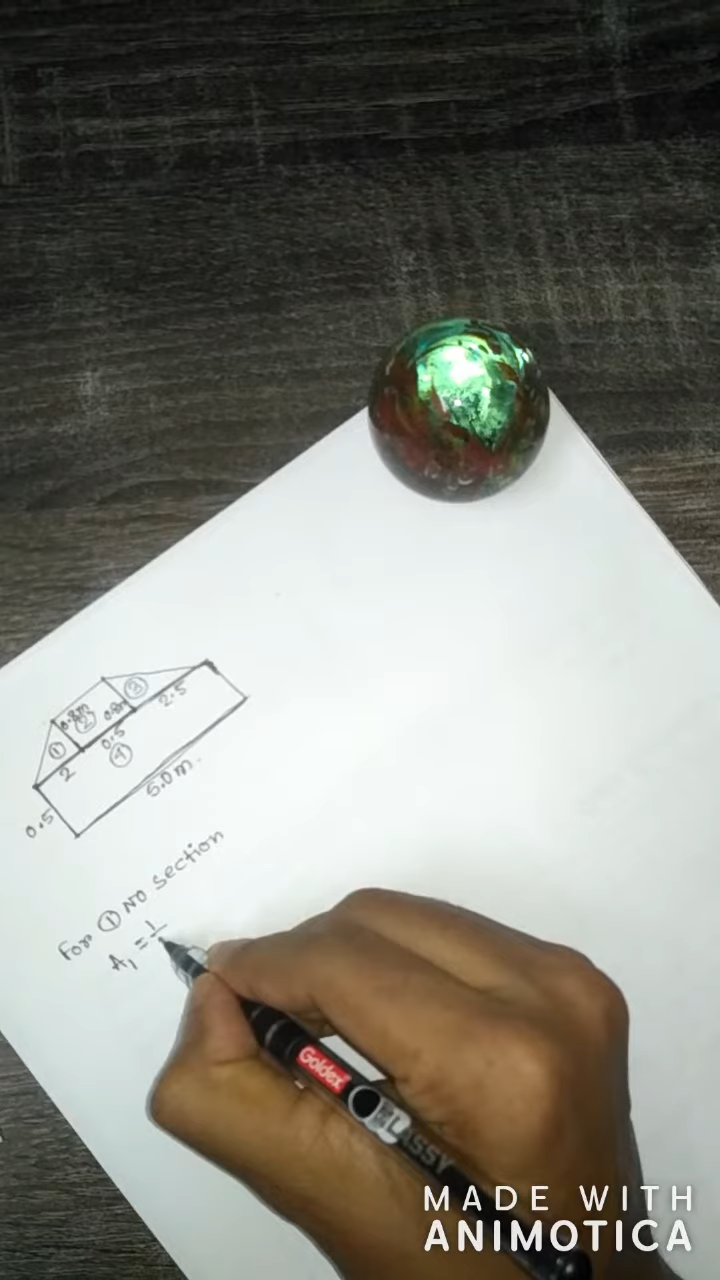 ③
0.8m ② 0.8m 2.5
① 0.5
2 ④
0.5 5.0m.
For ① No section
A₁ = 1
Goldex
CLASSY
MADE WITH
ANIMOTICA